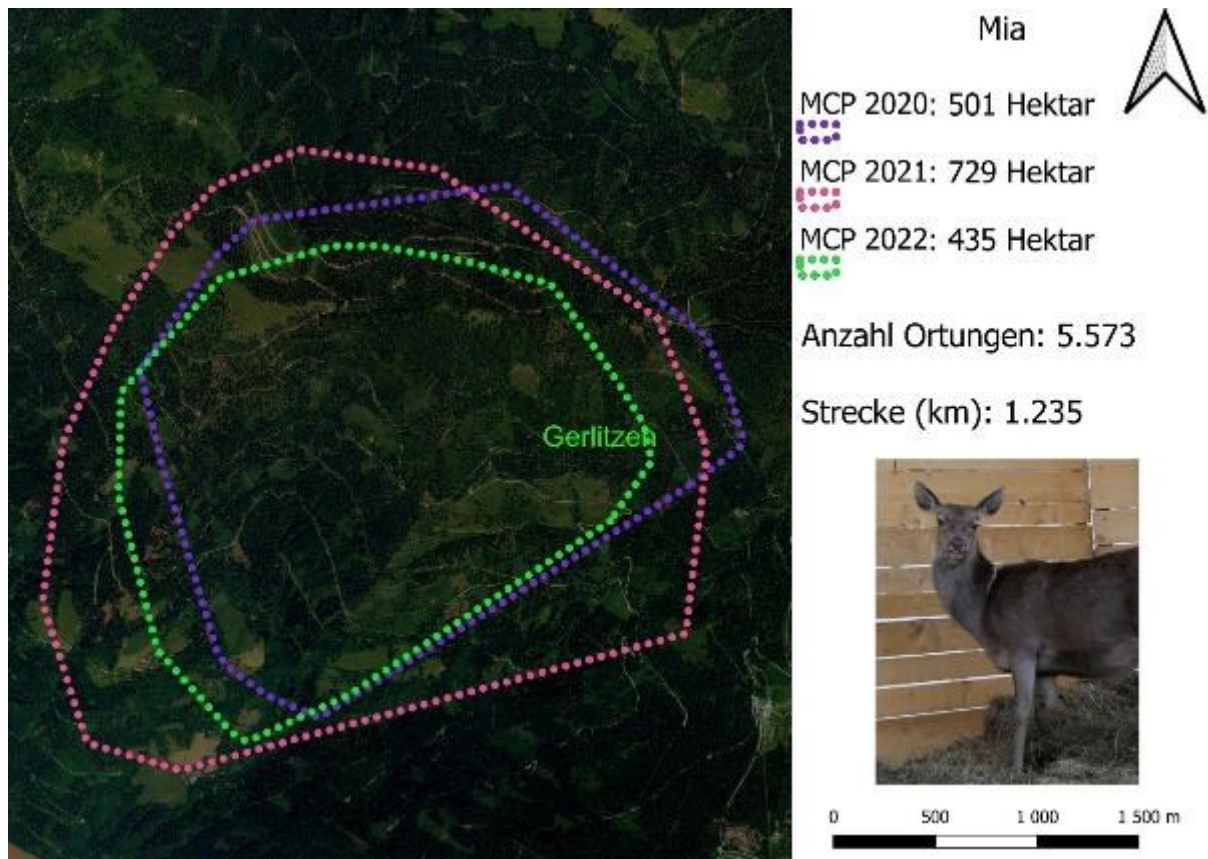 Mia
MCP 2020: 501 Hektar
MCP 2021: 729 Hektar
MCP 2022: 435 Hektar
Anzahl Ortungen: 5.573
Strecke (km): 1.235
Gerlitzen
0 500 1 000 1 500 m